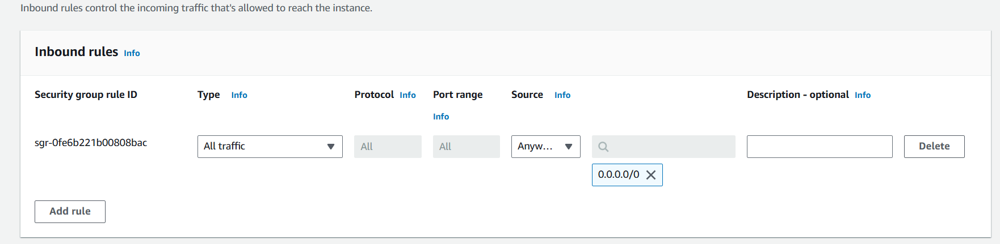 Inbound rules control the incoming traffic that's allowed to reach the instance.
Inbound rules Info
Security group rule ID Type Info Protocol Info Port range Info Source Info Description - optional Info
sgr-0fe6b221b00808bac All traffic All All Anyw... Delete
0.0.0.0/0
Add rule